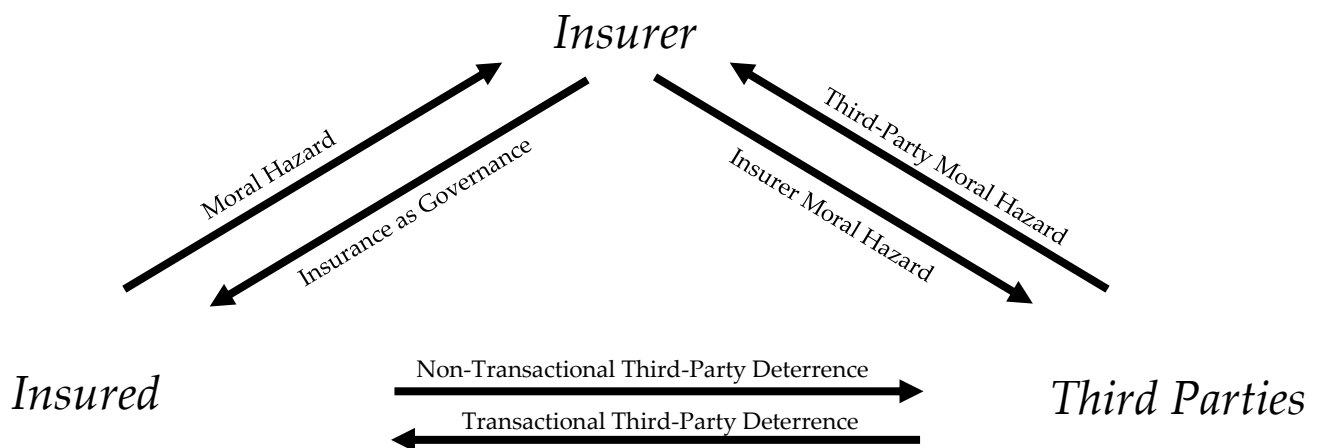 Insurer
Moral Hazard
Insurance as Governance
Third-Party Moral Hazard
Insurer Moral Hazard
Insured
Non-Transactional Third-Party Deterrence
Transactional Third-Party Deterrence
Third Parties